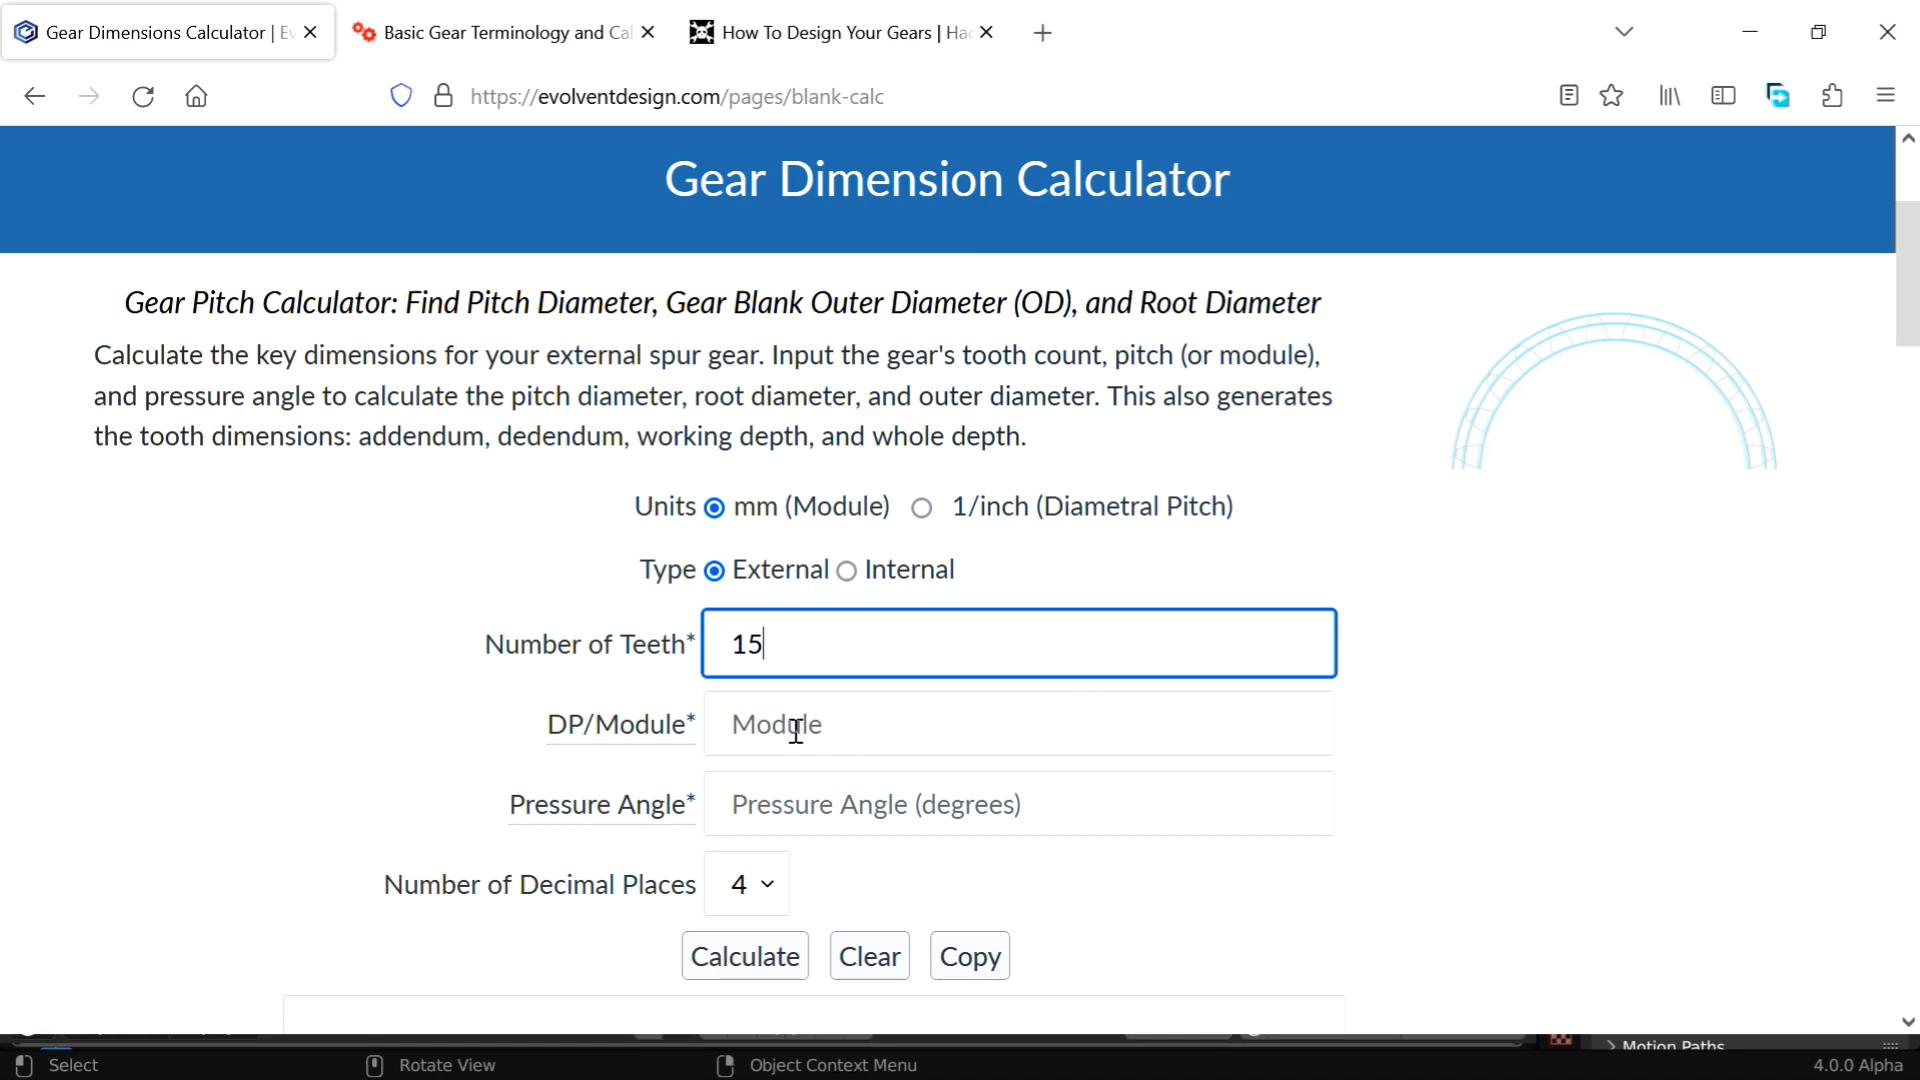 Gear Dimensions Calculator | Ev
Basic Gear Terminology and Cal
How To Design Your Gears | Hac
https://evolventdesign.com/pages/blank-calc
Gear Dimension Calculator
Gear Pitch Calculator: Find Pitch Diameter, Gear Blank Outer Diameter (OD), and Root Diameter
Calculate the key dimensions for your external spur gear. Input the gear's tooth count, pitch (or module),
and pressure angle to calculate the pitch diameter, root diameter, and outer diameter. This also generates
the tooth dimensions: addendum, dedendum, working depth, and whole depth.
Units mm (Module) 1/inch (Diametral Pitch)
Type External Internal
Number of Teeth* 15
DP/Module* Module
Pressure Angle* Pressure Angle (degrees)
Number of Decimal Places 4
Calculate Clear Copy
Motion Paths
Select Rotate View Object Context Menu 4.0.0 Alpha